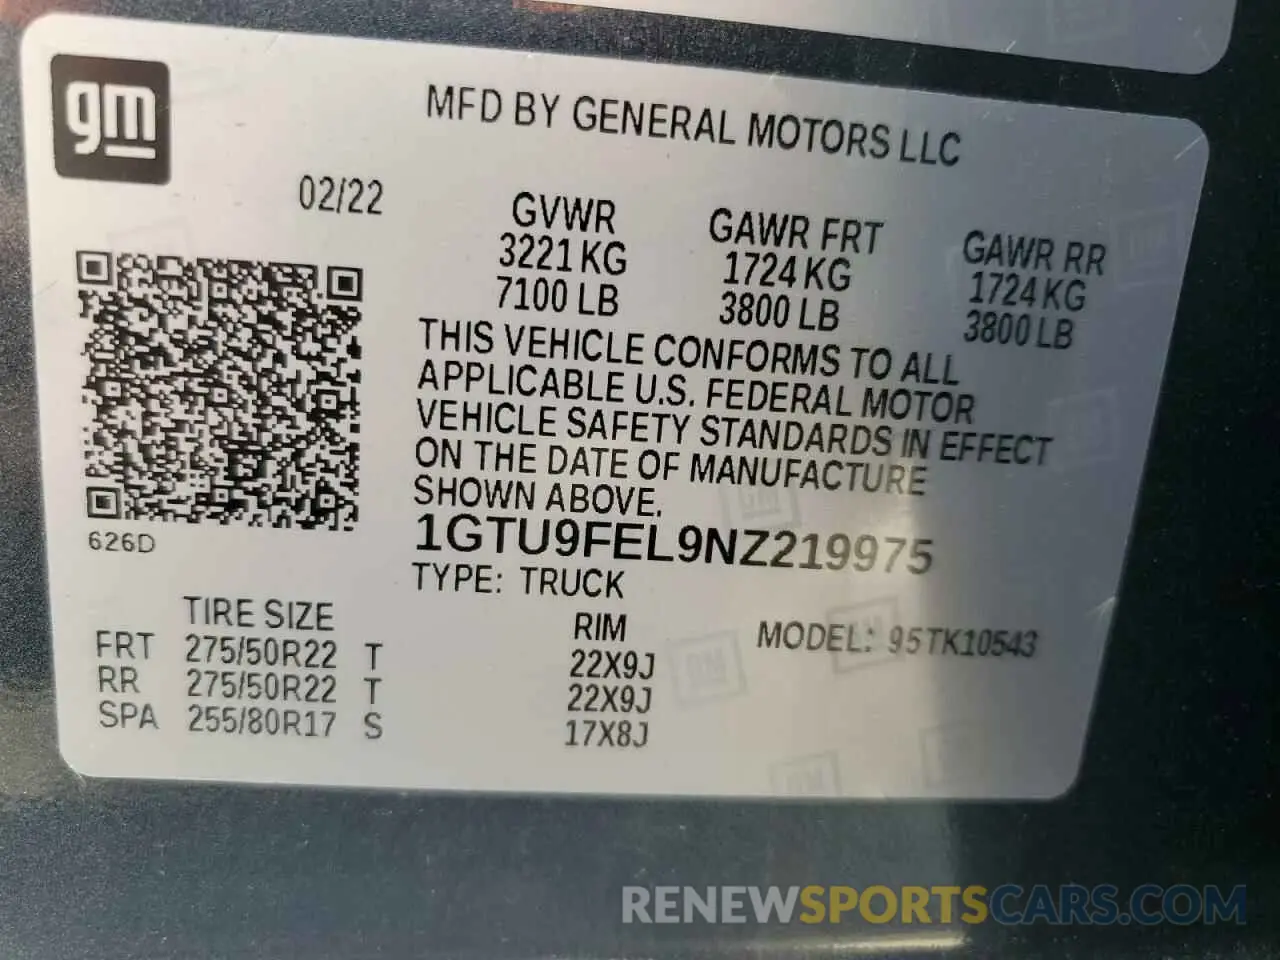 gm
MFD BY GENERAL MOTORS LLC
02/22
GVWR GAWR FRT GAWR RR
3221 KG 1724 KG 1724 KG
7100 LB 3800 LB 3800 LB
THIS VEHICLE CONFORMS TO ALL
APPLICABLE U.S. FEDERAL MOTOR
VEHICLE SAFETY STANDARDS IN EFFECT
ON THE DATE OF MANUFACTURE
SHOWN ABOVE.
626D
1GTU9FEL9NZ219975
TYPE: TRUCK
TIRE SIZE RIM MODEL: 95TK10543
FRT 275/50R22 T 22X9J
RR 275/50R22 T 22X9J
SPA 255/80R17 S 17X8J
RENEWSPORTSCARS.COM